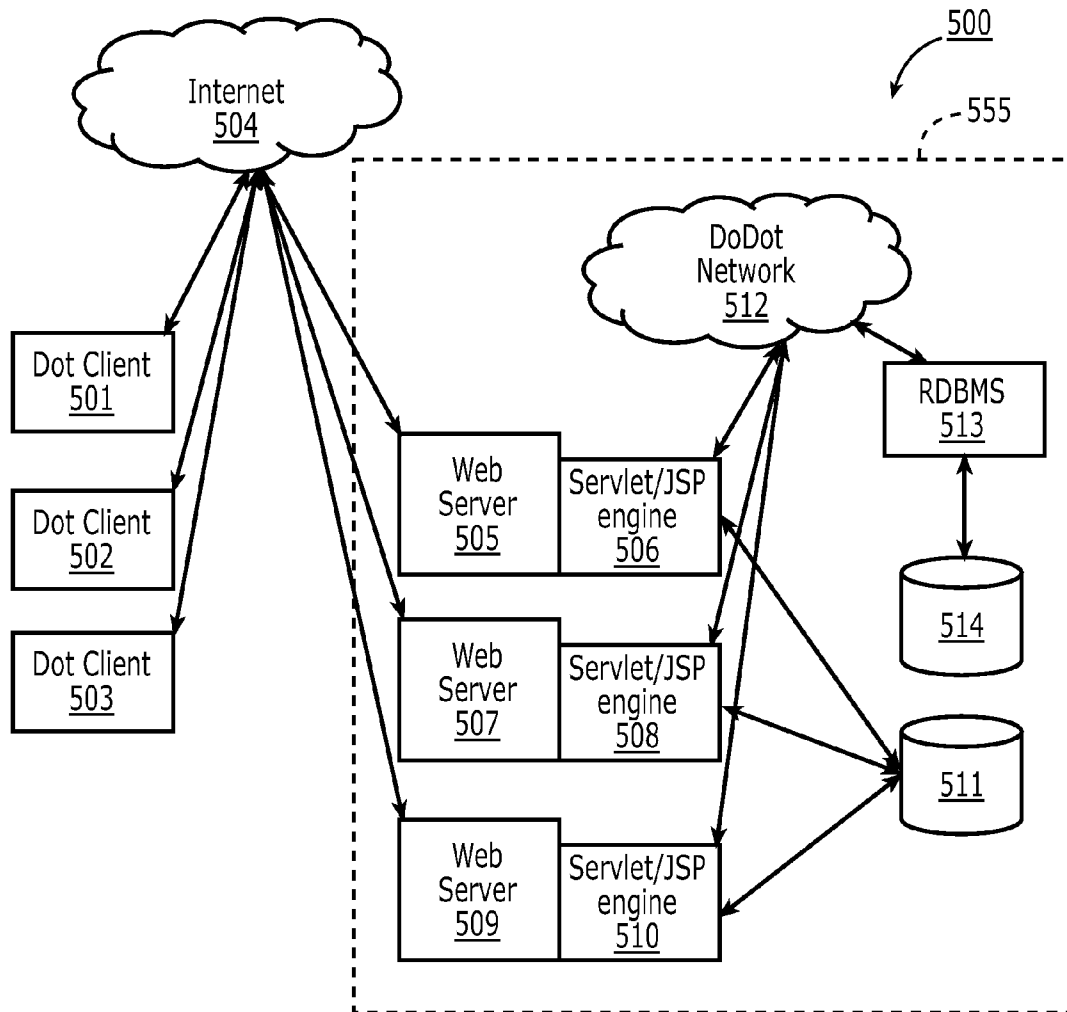 500
Internet
504
555
DoDot
Network
512
Dot Client
501
RDBMS
513
Web
Server
505
Servlet/JSP
engine
506
Dot Client
502
514
Dot Client
503
Web
Server
507
Servlet/JSP
engine
508
511
Web
Server
509
Servlet/JSP
engine
510